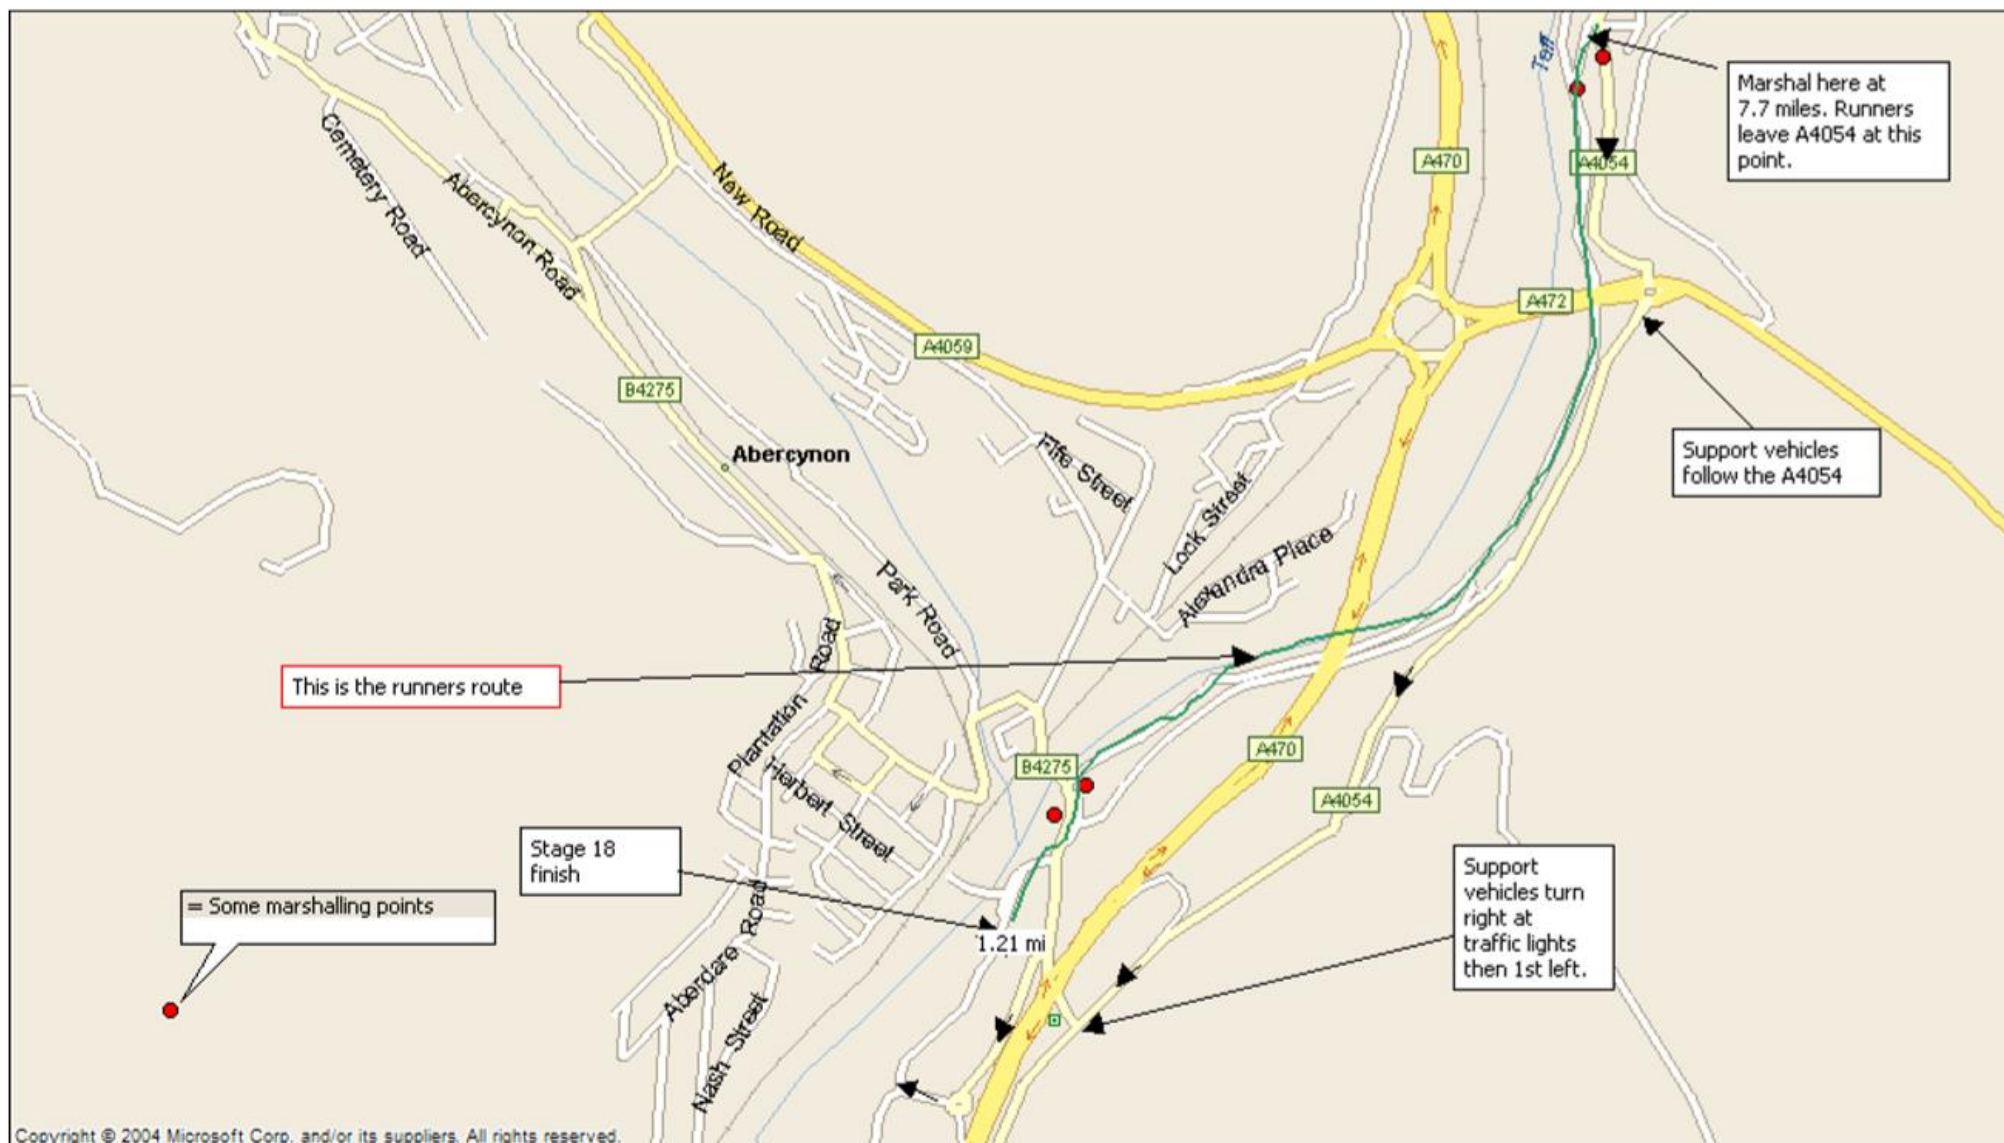 Taff
Marshal here at
7.7 miles. Runners
leave A4054 at this
point.
A470
A4054
Cemetery Road
Abercynon Road
New Road
A472
A4059
B4275
Abercynon
Fife Street
Lock Street
Alexandra Place
Support vehicles
follow the A4054
Park Road
This is the runners route
Plantation Road
Herbert Street
B4275
A470
A4054
Stage 18
finish
Support
vehicles turn
right at
traffic lights
then 1st left.
= Some marshalling points
1.21 mi
Aberdare Road
Nash Street
Copyright © 2004 Microsoft Corp. and/or its suppliers. All rights reserved.